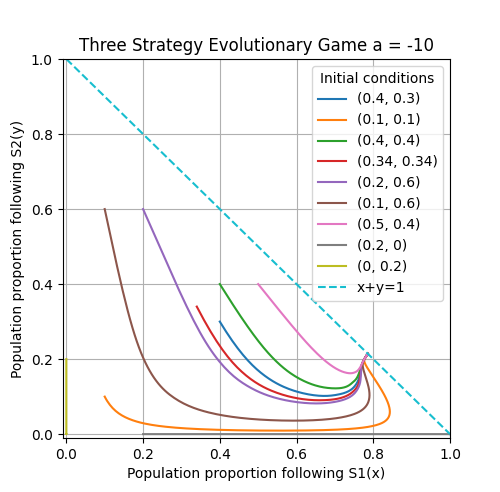 Three Strategy Evolutionary Game a = -10
Population proportion following S2(y)
1.0
0.8
0.6
0.4
0.2
0.0
0.0 0.2 0.4 0.6 0.8 1.0
Population proportion following S1(x)
Initial conditions
(0.4, 0.3)
(0.1, 0.1)
(0.4, 0.4)
(0.34, 0.34)
(0.2, 0.6)
(0.1, 0.6)
(0.5, 0.4)
(0.2, 0)
(0, 0.2)
x+y=1